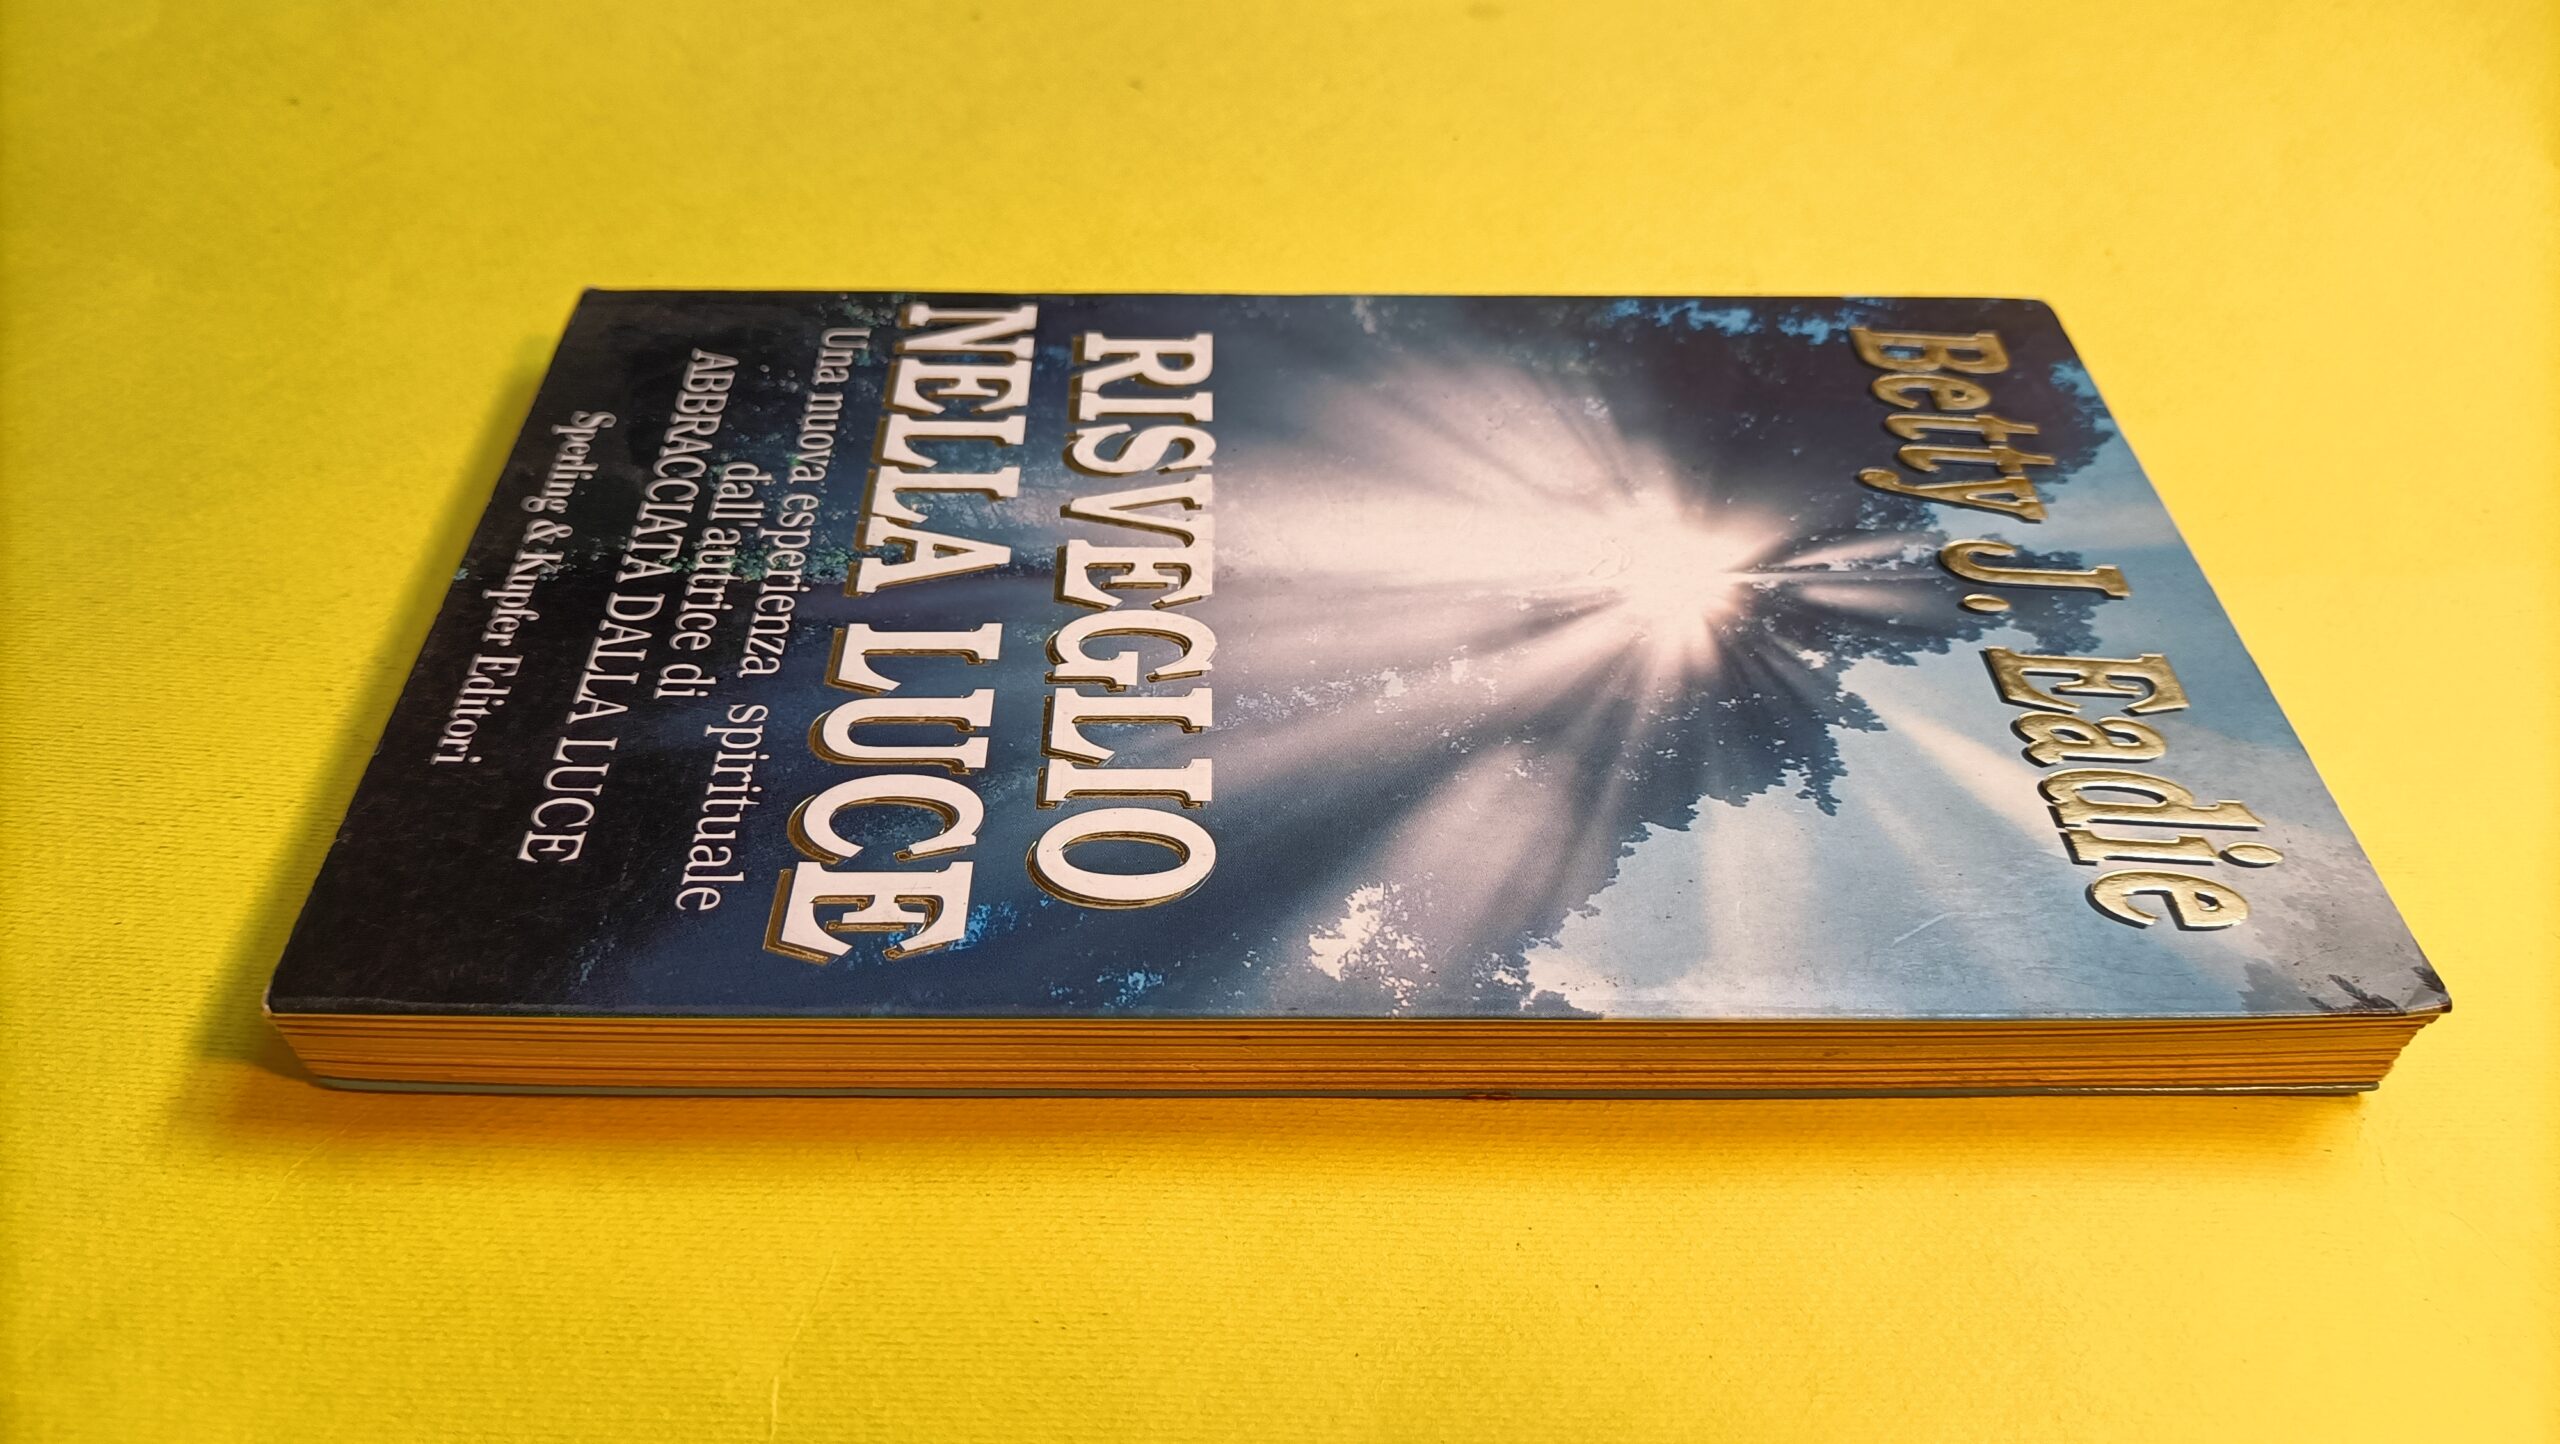 Betty J. Eadie
RISVEGLIO
NELLA LUCE
Una nuova esperienza spirituale
dall'autrice di
ABBRACCIATA DALLA LUCE
Sperling & Kupfer Editori